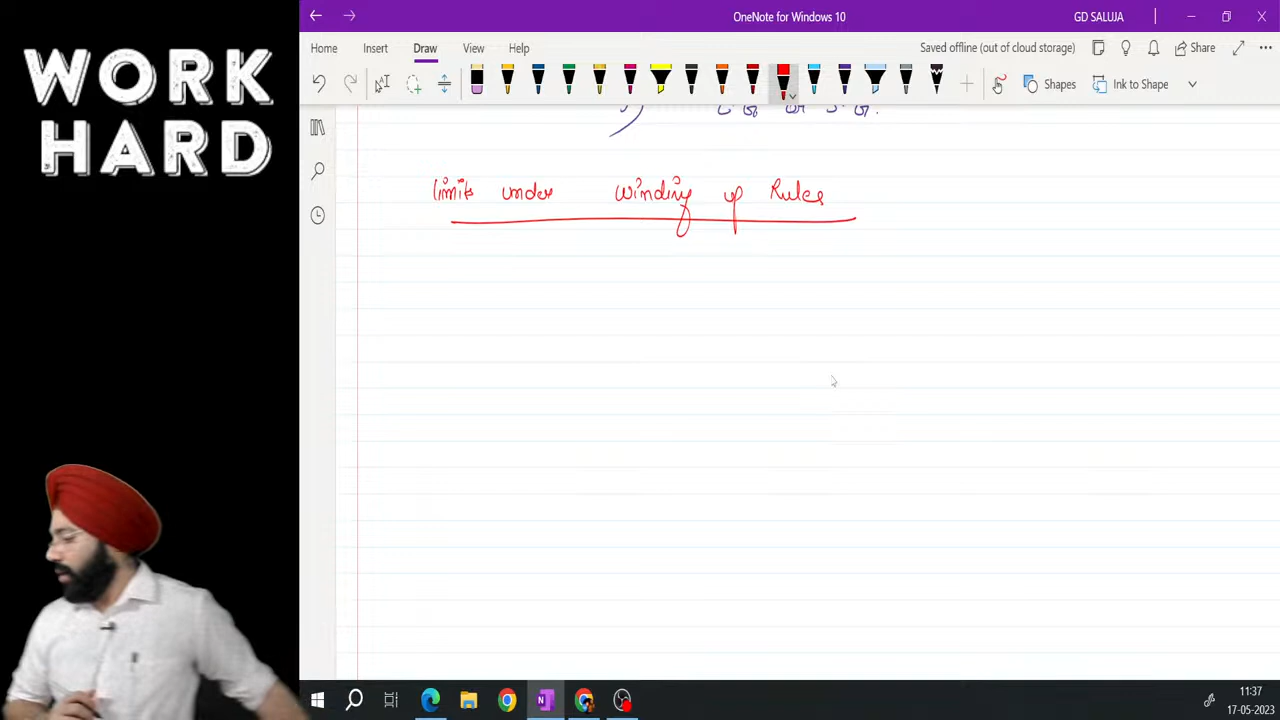 WORK
HARD
OneNote for Windows 10
GD SALUJA
Home Insert Draw View Help
Saved offline (out of cloud storage)
Share
Shapes
Ink to Shape
limits under winding up Rules
11:37
17-05-2023